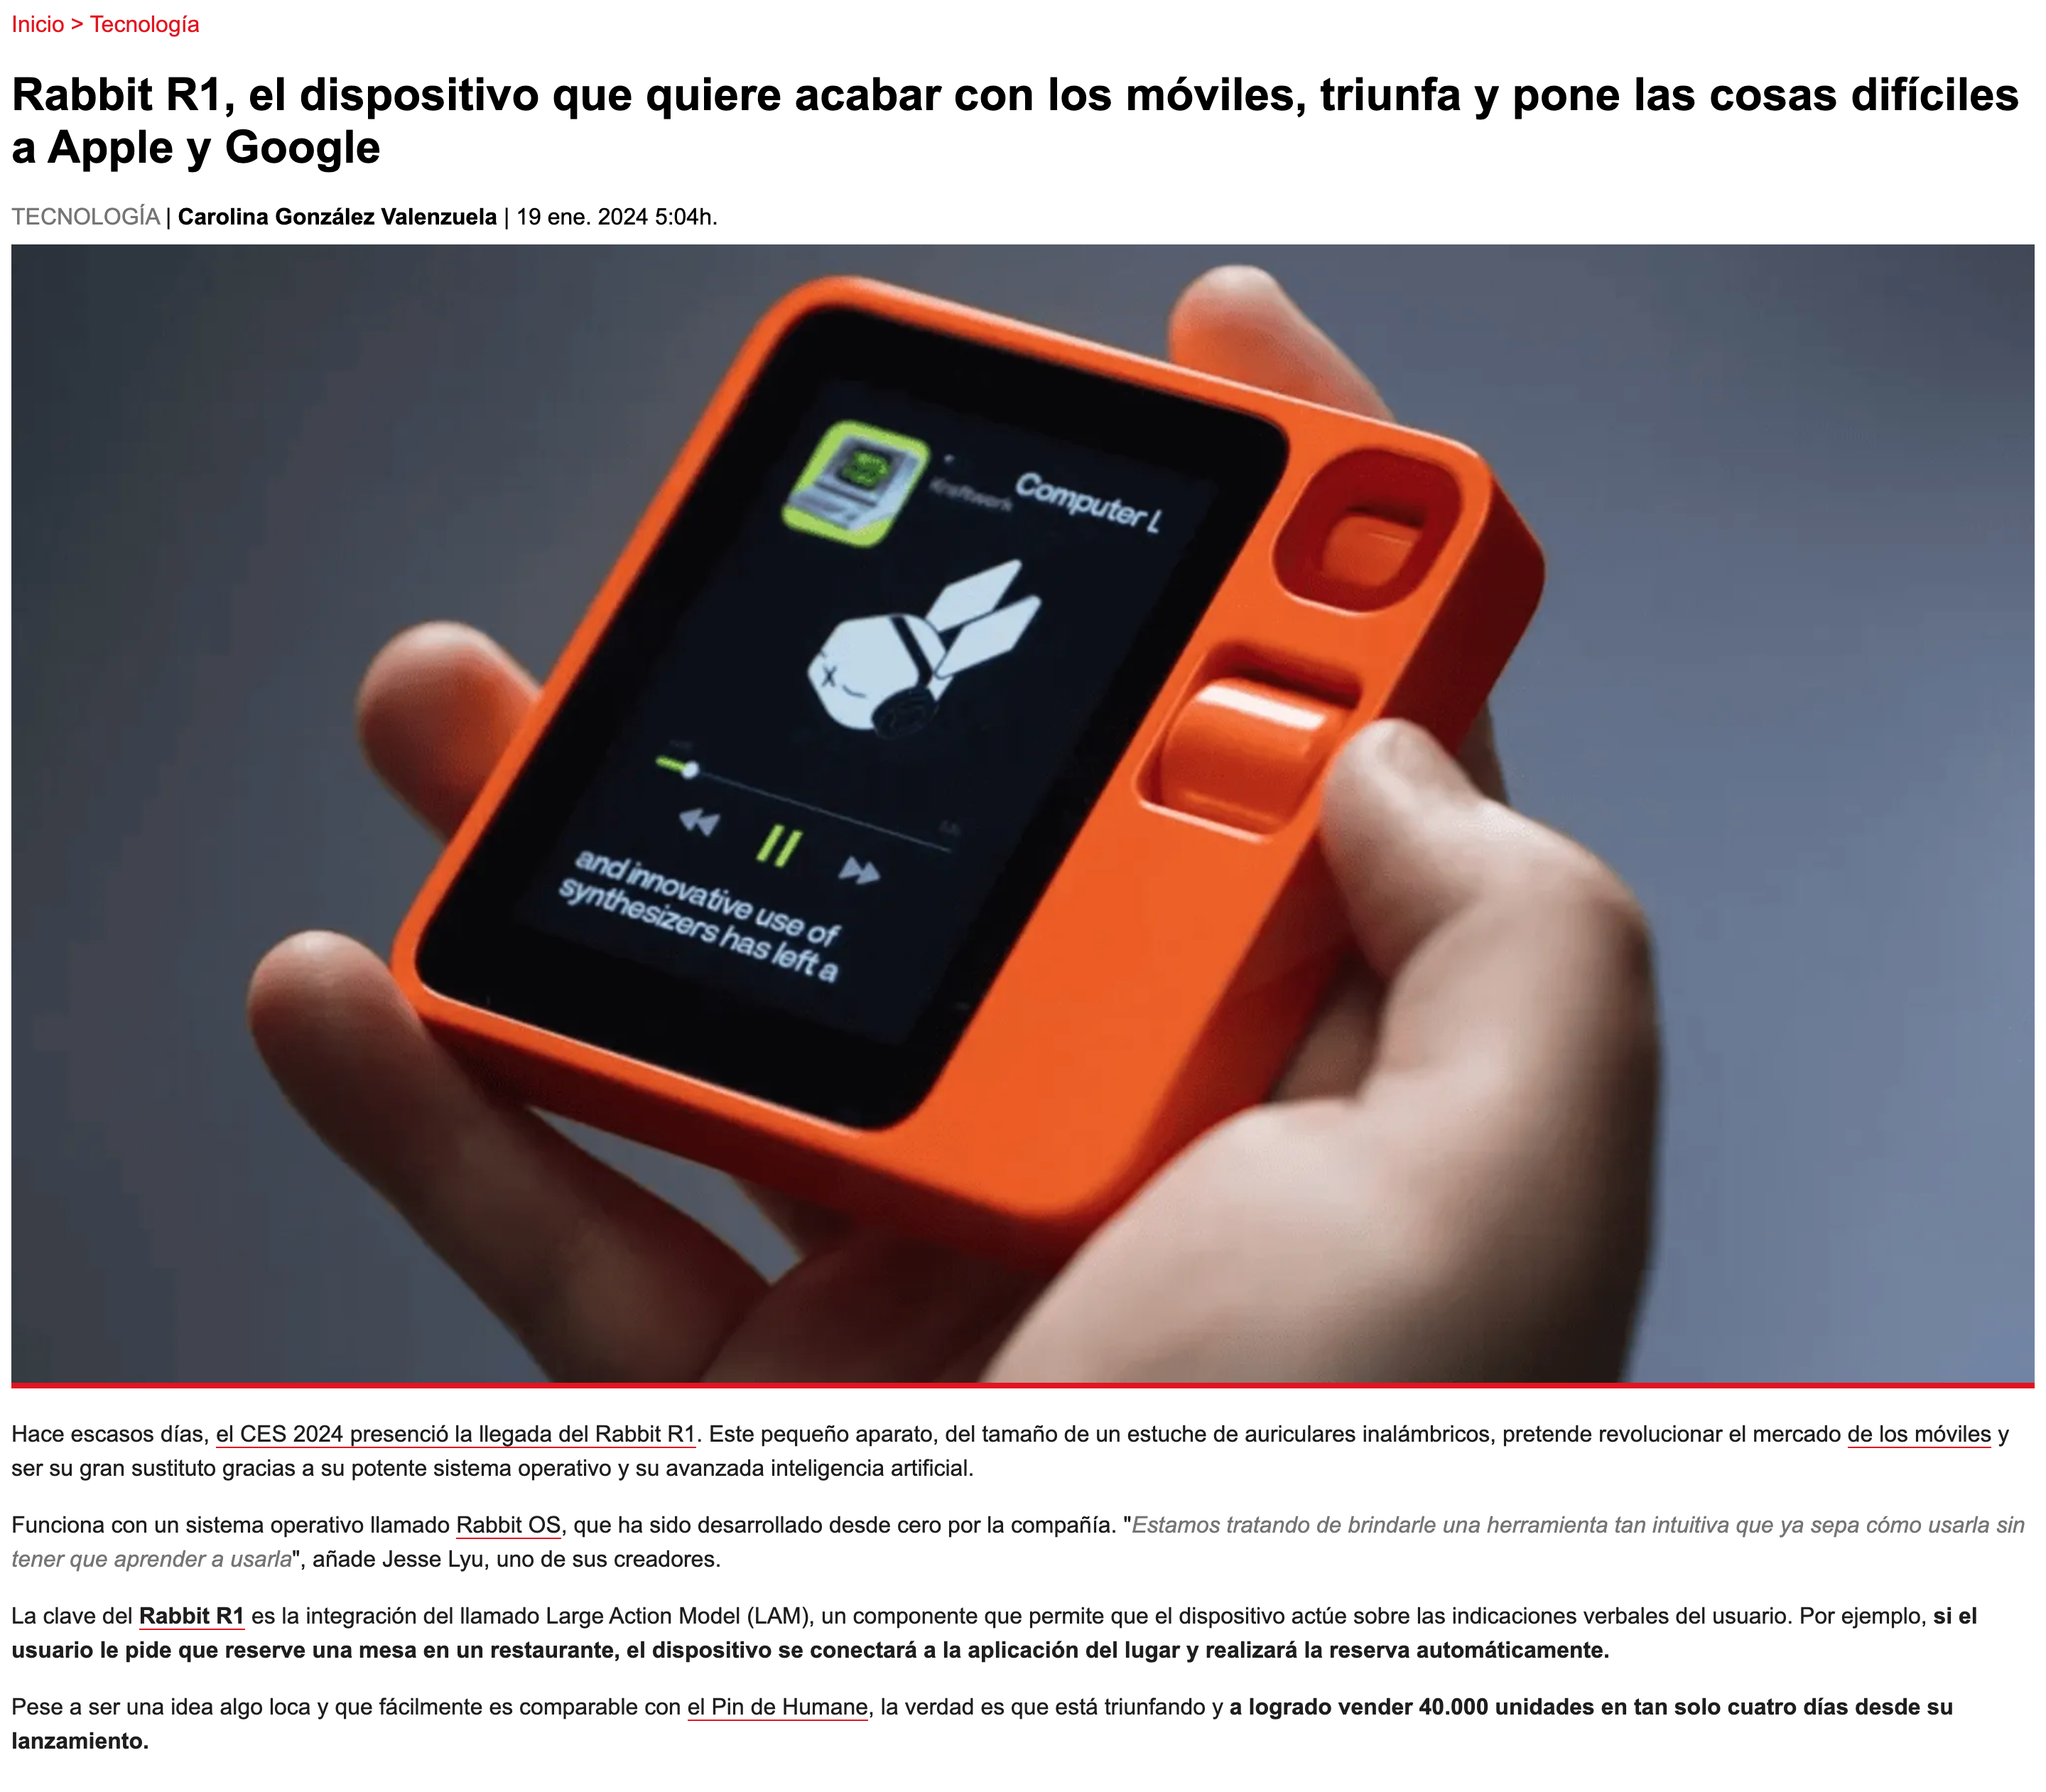 Inicio > Tecnología
Rabbit R1, el dispositivo que quiere acabar con los móviles, triunfa y pone las cosas difíciles
a Apple y Google
TECNOLOGÍA | Carolina González Valenzuela | 19 ene. 2024 5:04h.
Computer L
Kraftwerk
and innovative use of
synthesizers has left a
Hace escasos días, el CES 2024 presenció la llegada del Rabbit R1. Este pequeño aparato, del tamaño de un estuche de auriculares inalámbricos, pretende revolucionar el mercado de los móviles y
ser su gran sustituto gracias a su potente sistema operativo y su avanzada inteligencia artificial.
Funciona con un sistema operativo llamado Rabbit OS, que ha sido desarrollado desde cero por la compañía. "Estamos tratando de brindarle una herramienta tan intuitiva que ya sepa cómo usarla sin
tener que aprender a usarla", añade Jesse Lyu, uno de sus creadores.
La clave del Rabbit R1 es la integración del llamado Large Action Model (LAM), un componente que permite que el dispositivo actúe sobre las indicaciones verbales del usuario. Por ejemplo, si el
usuario le pide que reserve una mesa en un restaurante, el dispositivo se conectará a la aplicación del lugar y realizará la reserva automáticamente.
Pese a ser una idea algo loca y que fácilmente es comparable con el Pin de Humane, la verdad es que está triunfando y a logrado vender 40.000 unidades en tan solo cuatro días desde su
lanzamiento.